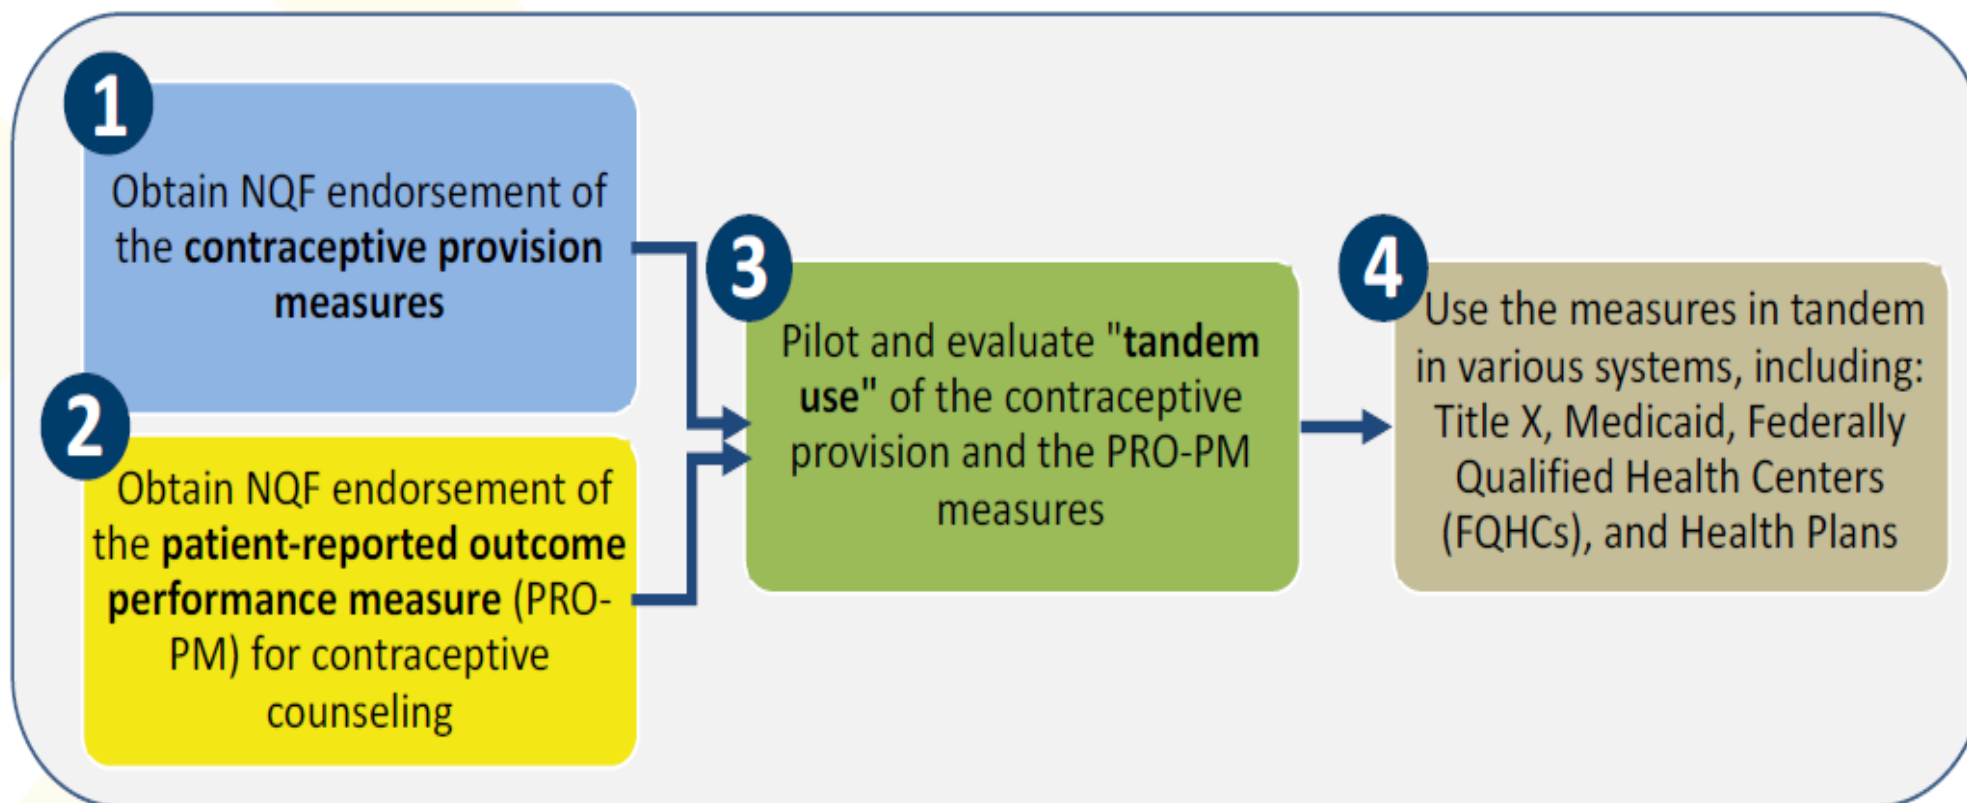 1
Obtain NQF endorsement of
the contraceptive provision
measures
2
Obtain NQF endorsement of
the patient-reported outcome
performance measure (PRO-
PM) for contraceptive
counseling
3
Pilot and evaluate "tandem
use" of the contraceptive
provision and the PRO-PM
measures
4
Use the measures in tandem
in various systems, including:
Title X, Medicaid, Federally
Qualified Health Centers
(FQHCs), and Health Plans